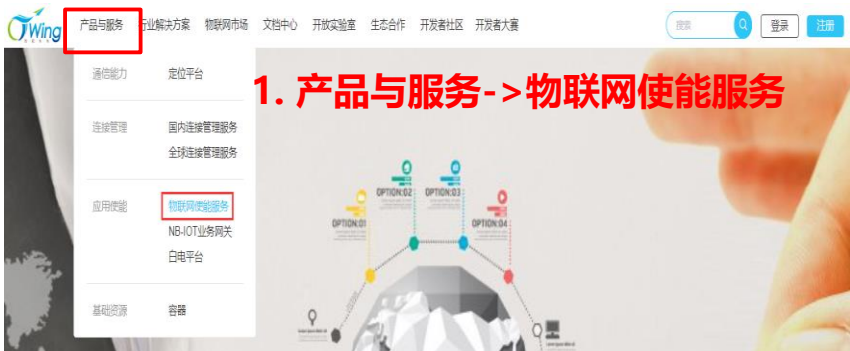 CTWing
产品与服务 行业解决方案 物联网市场 文档中心 开放实验室 生态合作 开发者社区 开发者大赛 搜索 登录 注册
1. 产品与服务->物联网使能服务
通信能力 定位平台
连接管理 国内连接管理服务
全球连接管理服务
应用使能 物联网使能服务
NB-IOT业务网关
白电平台
基础资源 容器
OPTION:02 OPTION:03
OPTION:01 OPTION:04